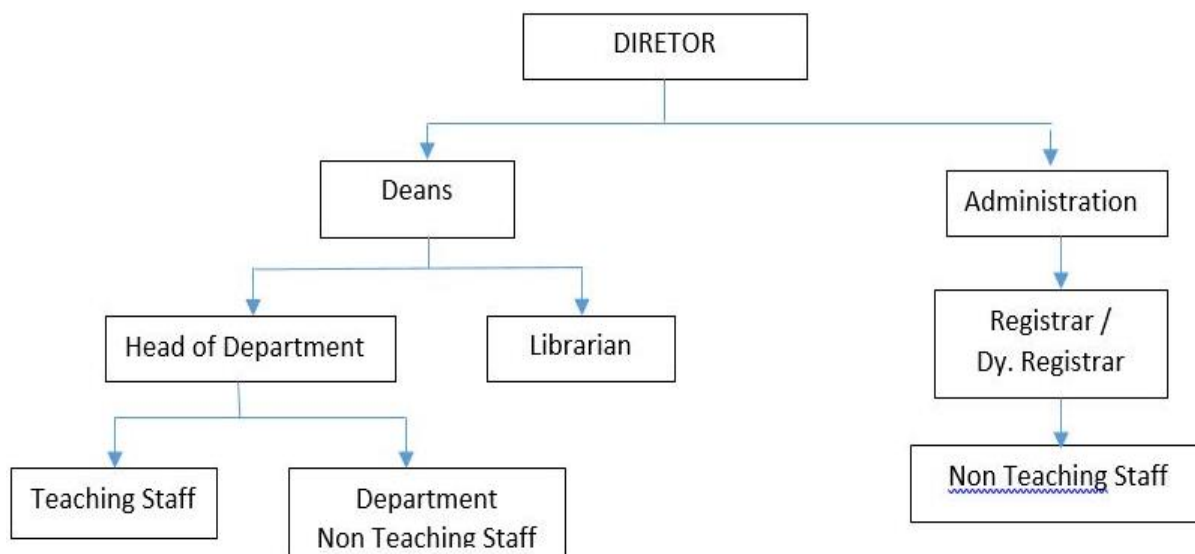 DIRETOR
Deans
Administration
Head of Department
Librarian
Registrar /
Dy. Registrar
Teaching Staff
Department
Non Teaching Staff
Non Teaching Staff